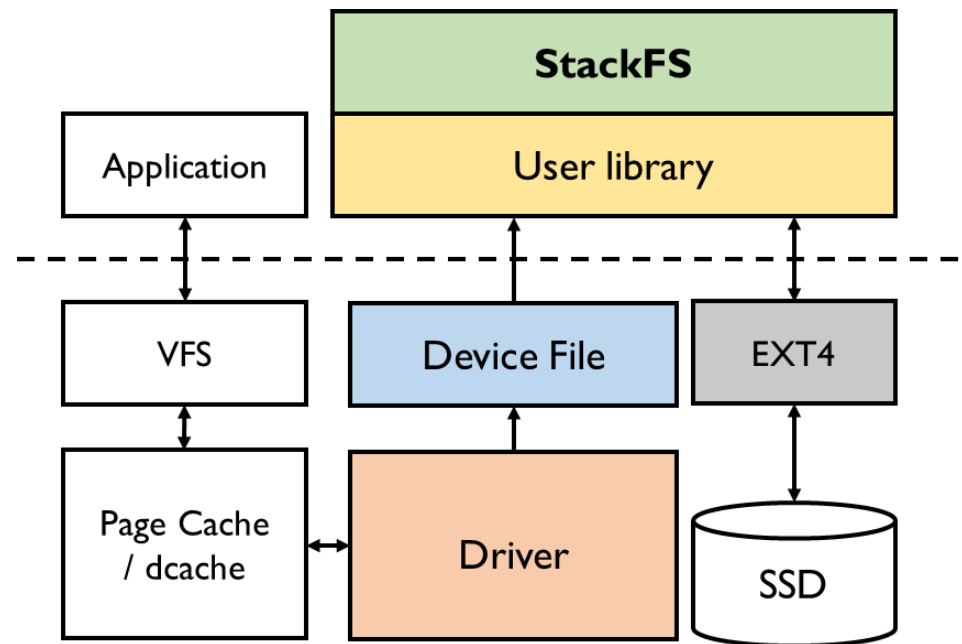 StackFS
Application
User library
VFS
Device File
EXT4
Page Cache
/ dcache
Driver
SSD